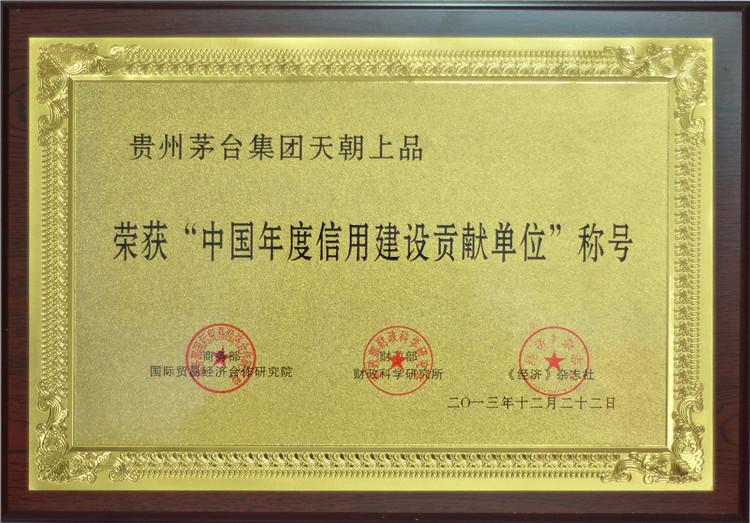 贵州茅台集团天朝上品
荣获“中国年度信用建设贡献单位”称号
商务部
国际贸易经济合作研究院
财政部
财政科学研究所
《经济》杂志社
二〇一三年十二月二十二日